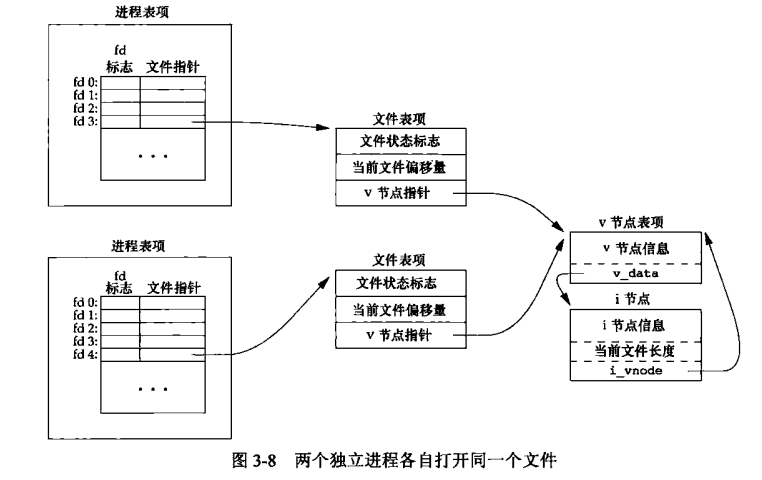 进程表项
fd
标志 文件指针
fd 0:
fd 1:
fd 2:
fd 3:
· · ·
文件表项
文件状态标志
当前文件偏移量
v 节点指针
v 节点表项
v 节点信息
v_data
i 节点
i 节点信息
当前文件长度
i_vnode
进程表项
fd
标志 文件指针
fd 0:
fd 1:
fd 2:
fd 3:
fd 4:
· · ·
文件表项
文件状态标志
当前文件偏移量
v 节点指针
图 3-8 两个独立进程各自打开同一个文件